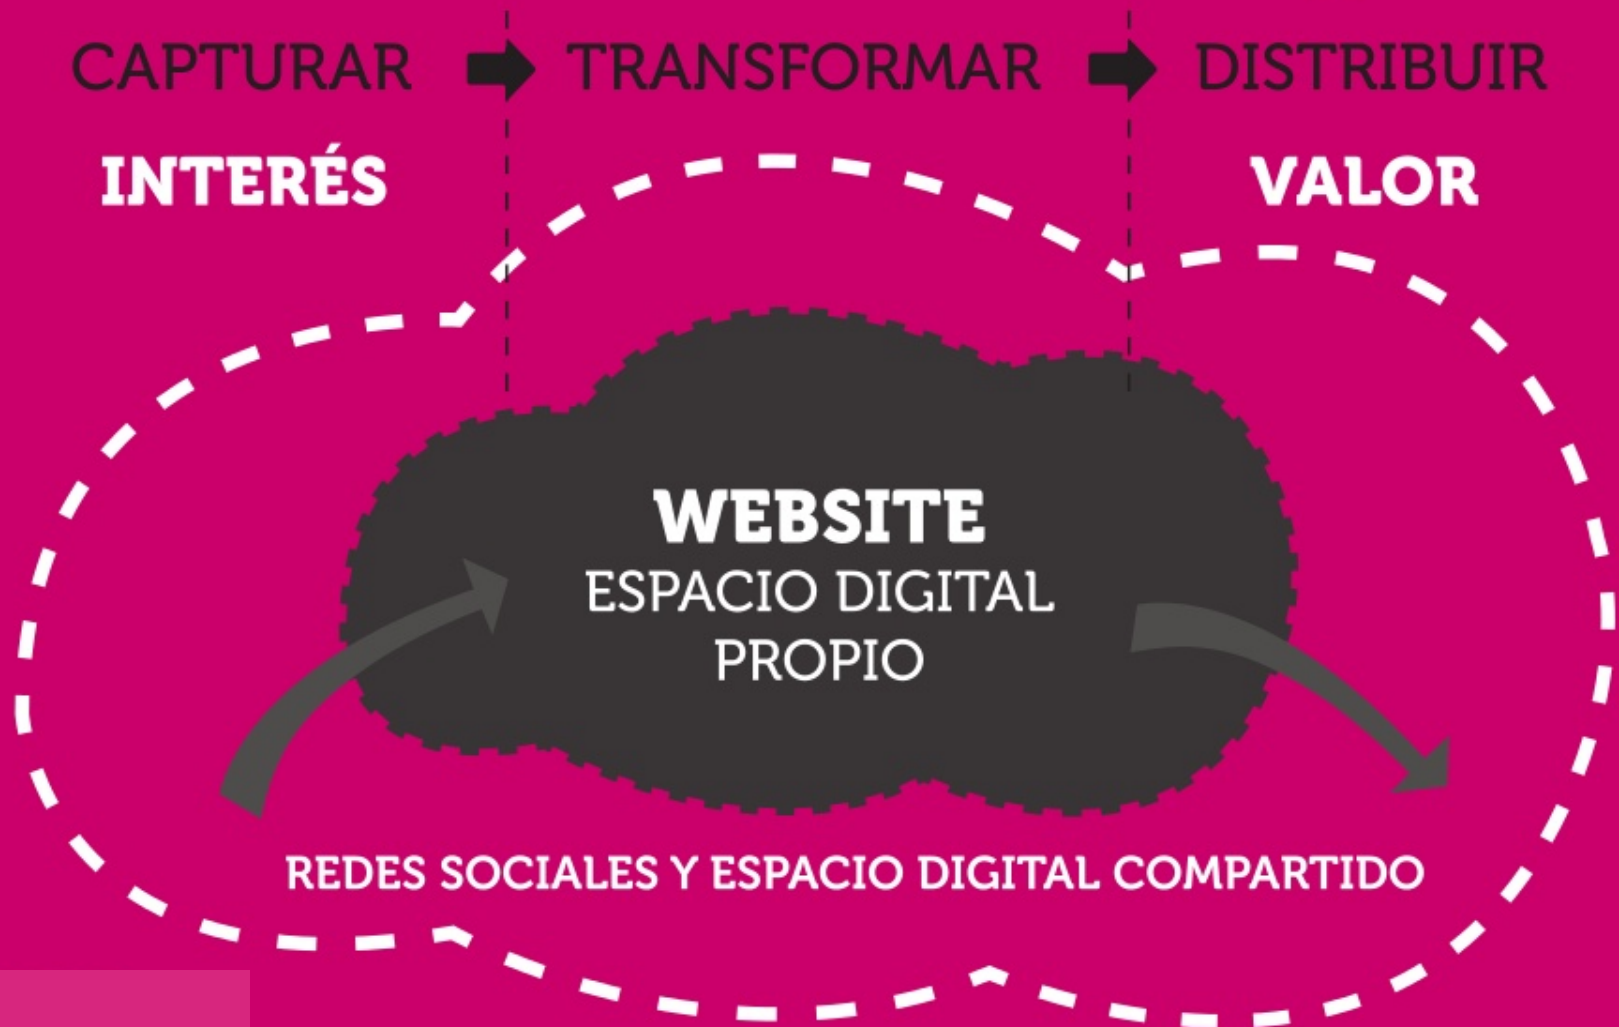 CAPTURAR TRANSFORMAR DISTRIBUIR
INTERÉS VALOR
WEBSITE
ESPACIO DIGITAL
PROPIO
REDES SOCIALES Y ESPACIO DIGITAL COMPARTIDO